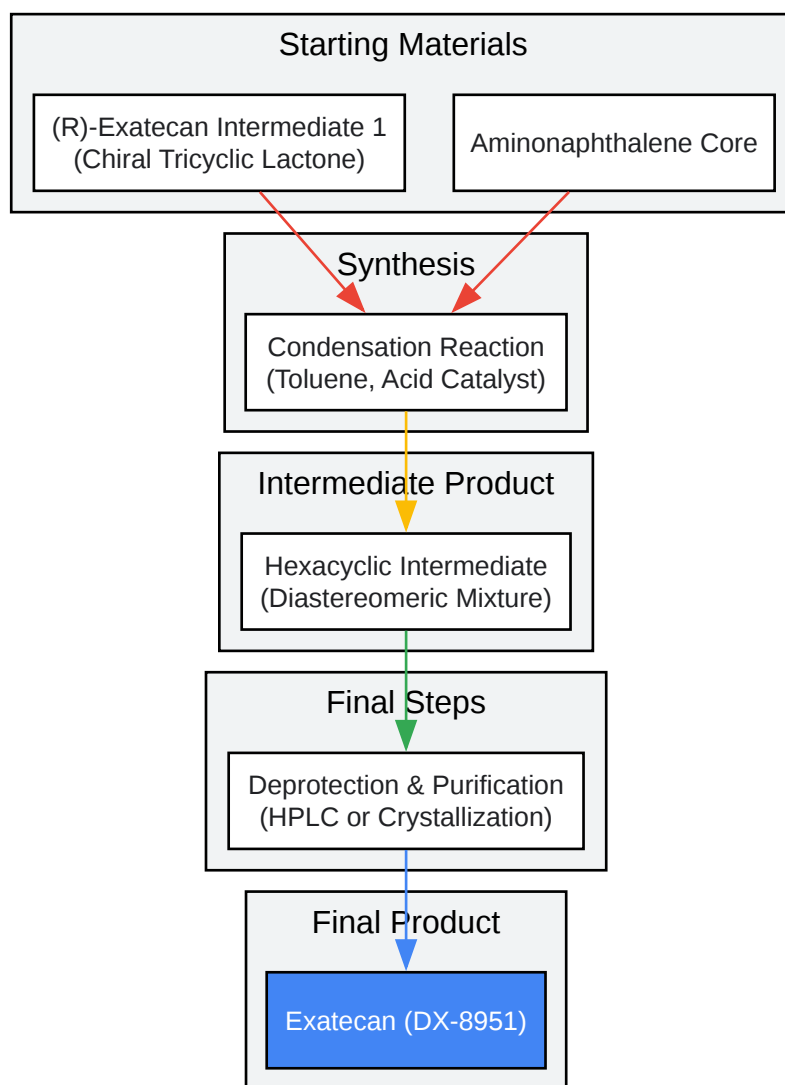 Starting Materials
(R)-Exatecan Intermediate 1
(Chiral Tricyclic Lactone)
Aminonaphthalene Core
Synthesis
Condensation Reaction
(Toluene, Acid Catalyst)
Intermediate Product
Hexacyclic Intermediate
(Diastereomeric Mixture)
Final Steps
Deprotection & Purification
(HPLC or Crystallization)
Final Product
Exatecan (DX-8951)